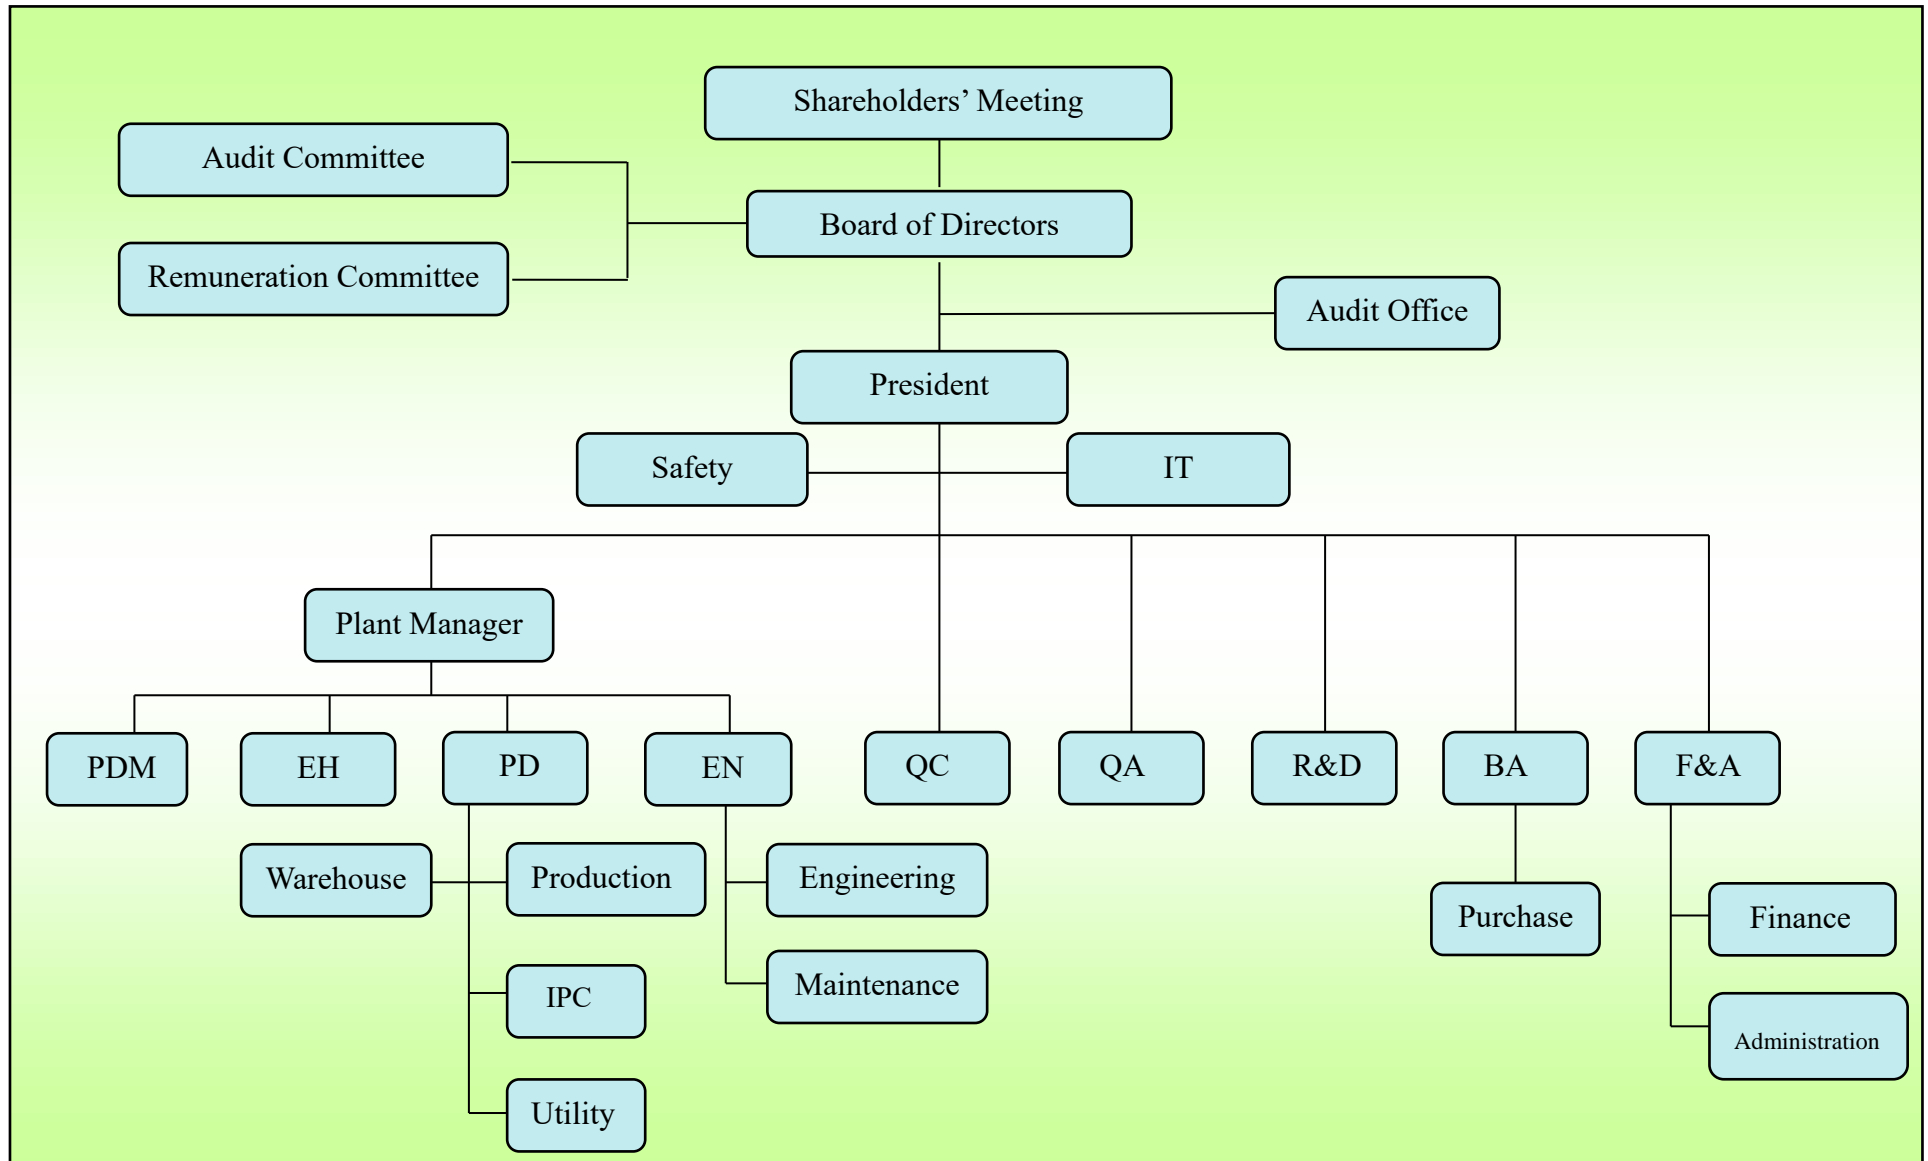 Shareholders’ Meeting
Audit Committee
Board of Directors
Remuneration Committee
Audit Office
President
Safety
IT
Plant Manager
PDM
EH
PD
EN
QC
QA
R&D
BA
F&A
Warehouse
Production
Engineering
Purchase
Finance
IPC
Maintenance
Administration
Utility